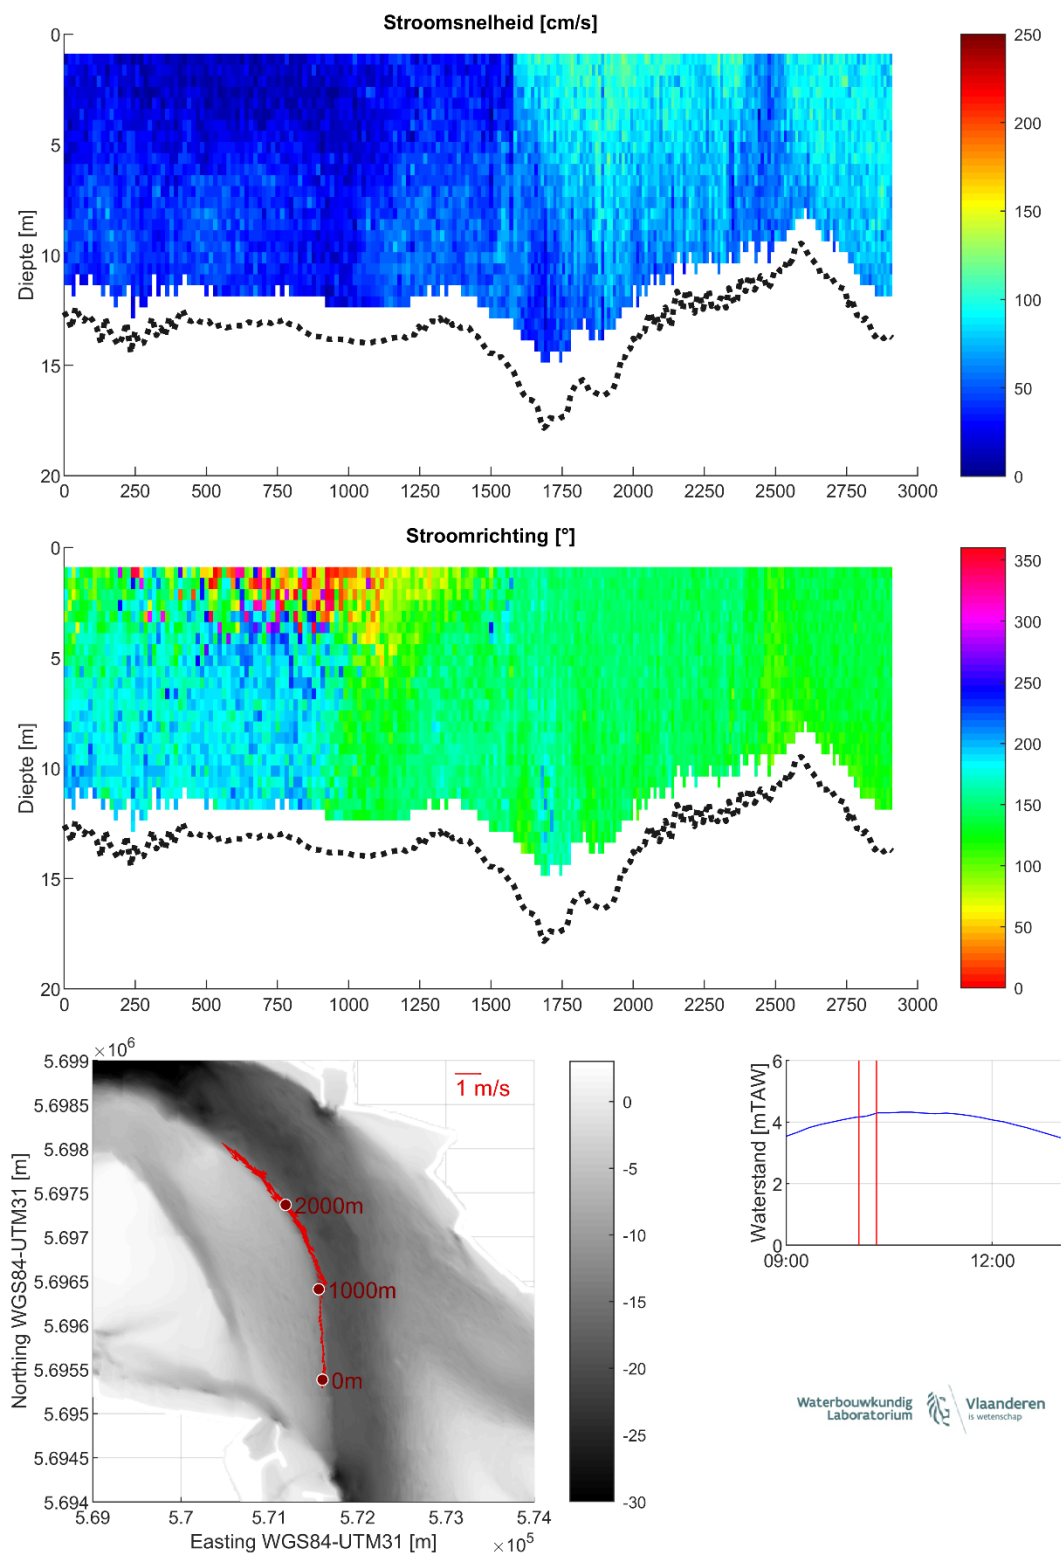 Stroomsnelheid [cm/s]
0
5
10
15
20
Diepte [m]
0 250 500 750 1000 1250 1500 1750 2000 2250 2500 2750 3000
250
200
150
100
50
0
Stroomrichting [°]
0
5
10
15
20
Diepte [m]
0 250 500 750 1000 1250 1500 1750 2000 2250 2500 2750 3000
350
300
250
200
150
100
50
0
×10⁶
5.699
5.6985
5.698
5.6975
5.697
5.6965
5.696
5.6955
5.695
5.6945
5.694
Northing WGS84-UTM31 [m]
1 m/s
2000m
1000m
0m
5.69 5.7 5.71 5.72 5.73 5.74
Easting WGS84-UTM31 [m]
×10⁵
0
-5
-10
-15
-20
-25
-30
6
4
2
0
Waterstand [mTAW]
09:00 12:00
Waterbouwkundig
Laboratorium
Vlaanderen
is wetenschap